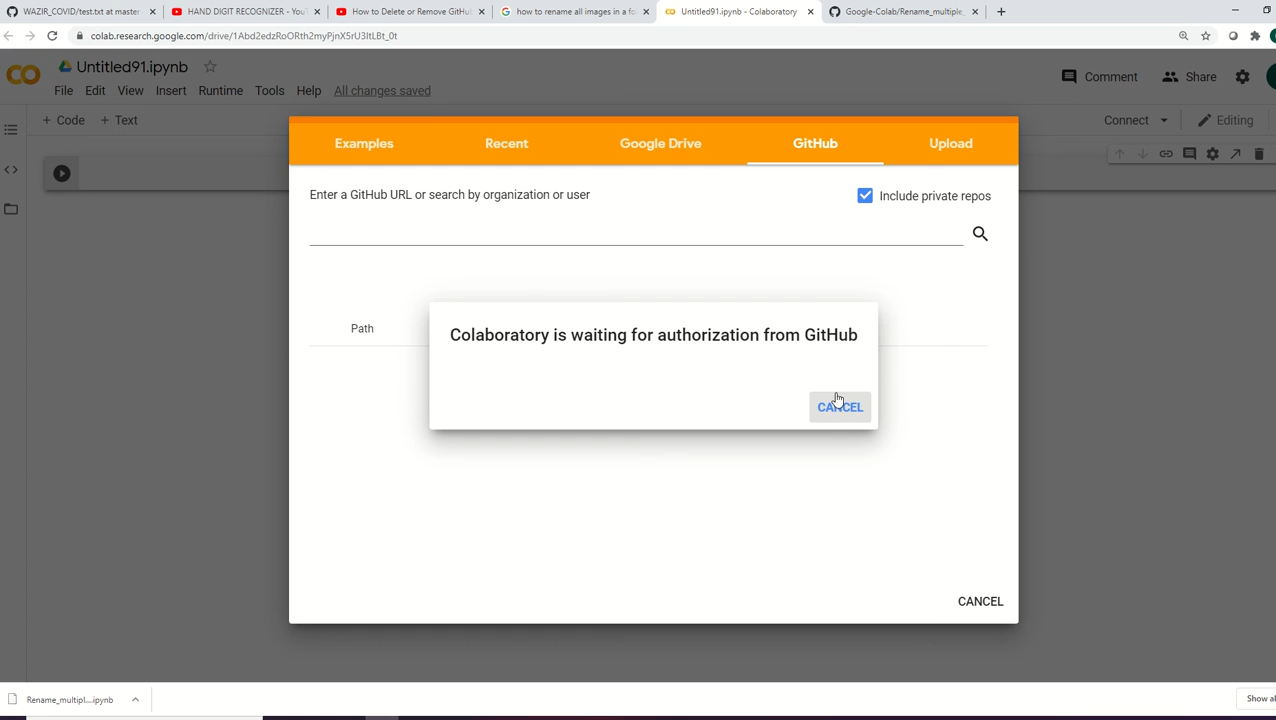 WAZIR_COVID/test.txt at master
HAND DIGIT RECOGNIZER - You
How to Delete or Remove GitHu
how to rename all images in a fo
Untitled91.ipynb - Colaboratory
Google-Colab/Rename_multiple_
colab.research.google.com/drive/1Abd2edzRoORth2myPjnX5rU3ItLBt_0t
Untitled91.ipynb
Comment
Share
File Edit View Insert Runtime Tools Help All changes saved
+ Code + Text
Connect
Editing
Examples Recent Google Drive GitHub Upload
Enter a GitHub URL or search by organization or user
Include private repos
Path
Colaboratory is waiting for authorization from GitHub
CANCEL
CANCEL
Rename_multipl....ipynb
Show al